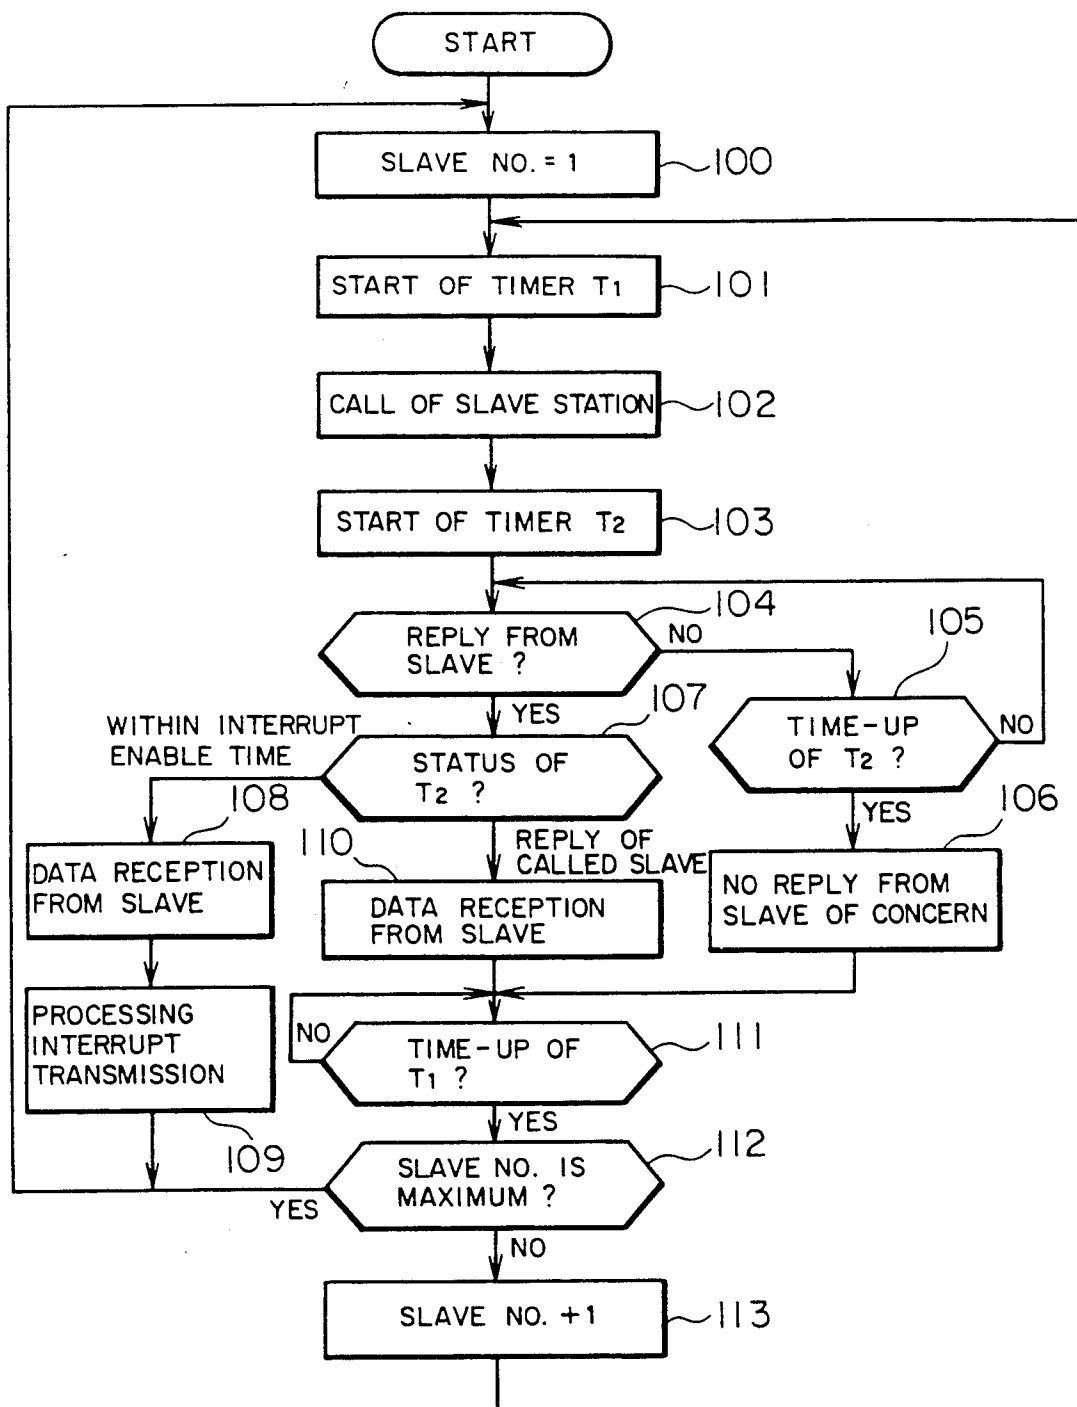 START
SLAVE NO. = 1
100
START OF TIMER T1
101
CALL OF SLAVE STATION
102
START OF TIMER T2
103
104
REPLY FROM
SLAVE ?
NO
105
YES
107
TIME-UP
OF T2 ?
NO
WITHIN INTERRUPT
ENABLE TIME
STATUS OF
T2 ?
YES
106
108
110
REPLY OF
CALLED SLAVE
DATA RECEPTION
FROM SLAVE
DATA RECEPTION
FROM SLAVE
NO REPLY FROM
SLAVE OF CONCERN
PROCESSING
INTERRUPT
TRANSMISSION
NO
TIME-UP OF
T1 ?
111
YES
109
SLAVE NO. IS
MAXIMUM ?
112
YES
NO
SLAVE NO. +1
113